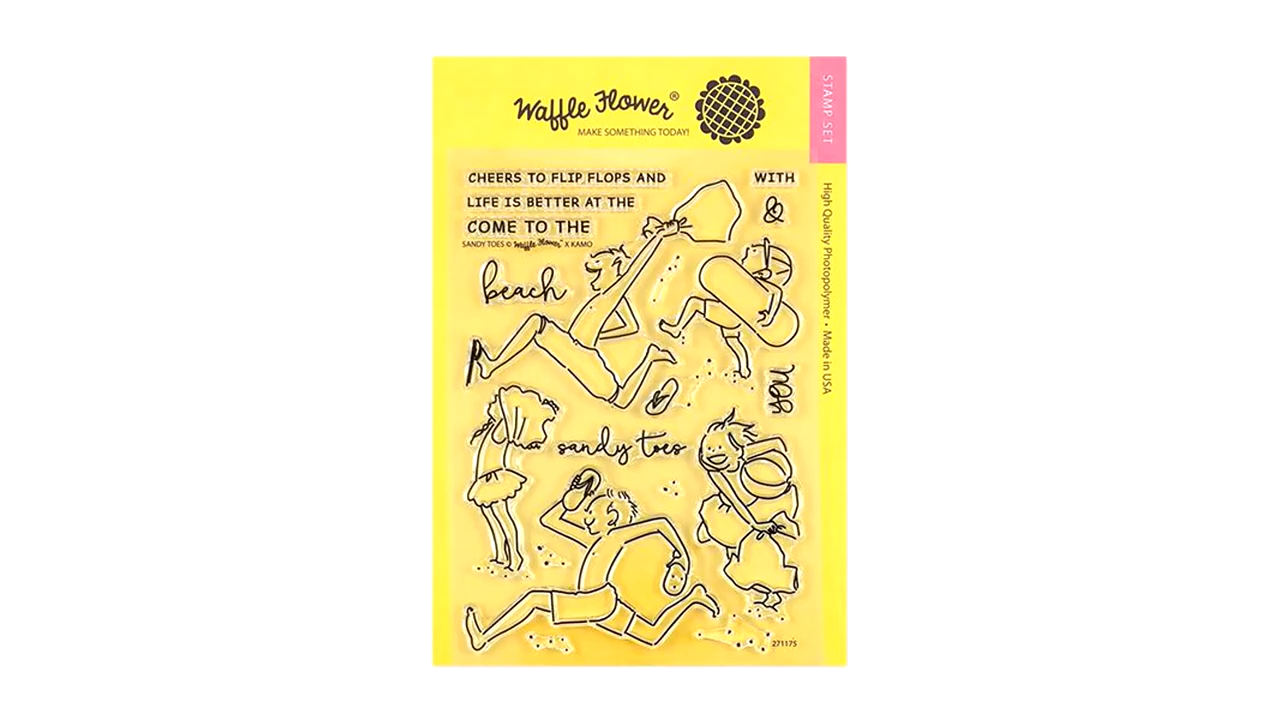 Waffle Flower®
MAKE SOMETHING TODAY!
STAMP SET
CHEERS TO FLIP FLOPS AND
WITH
LIFE IS BETTER AT THE
&
COME TO THE
SANDY TOES © Waffle Flower® X KAMO
High Quality Photopolymer • Made in USA
beach
you
sandy toes
271175